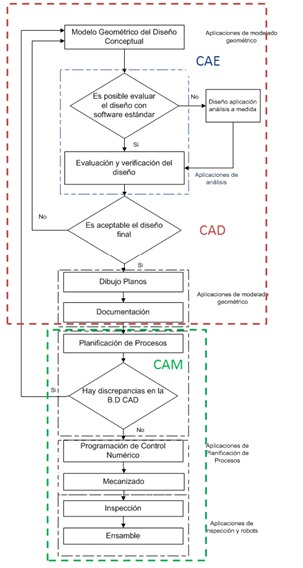 Modelo Geométrico del Diseño
Conceptual
Aplicaciones de modelado
geométrico
CAE
Es posible evaluar
el diseño con
software estándar
No
Diseño aplicación
análisis a medida
Si
Evaluación y verificación del
diseño
Aplicaciones de
análisis
No
Es aceptable el diseño
final
CAD
Si
Dibujo Planos
Aplicaciones de modelado
geométrico
Documentación
Planificación de Procesos
CAM
Si
Hay discrepancias en la
B.D CAD
No
Programación de Control
Numérico
Aplicaciones de
Planificación de
Procesos
Mecanizado
Inspección
Aplicaciones de
inspección y robots
Ensamble